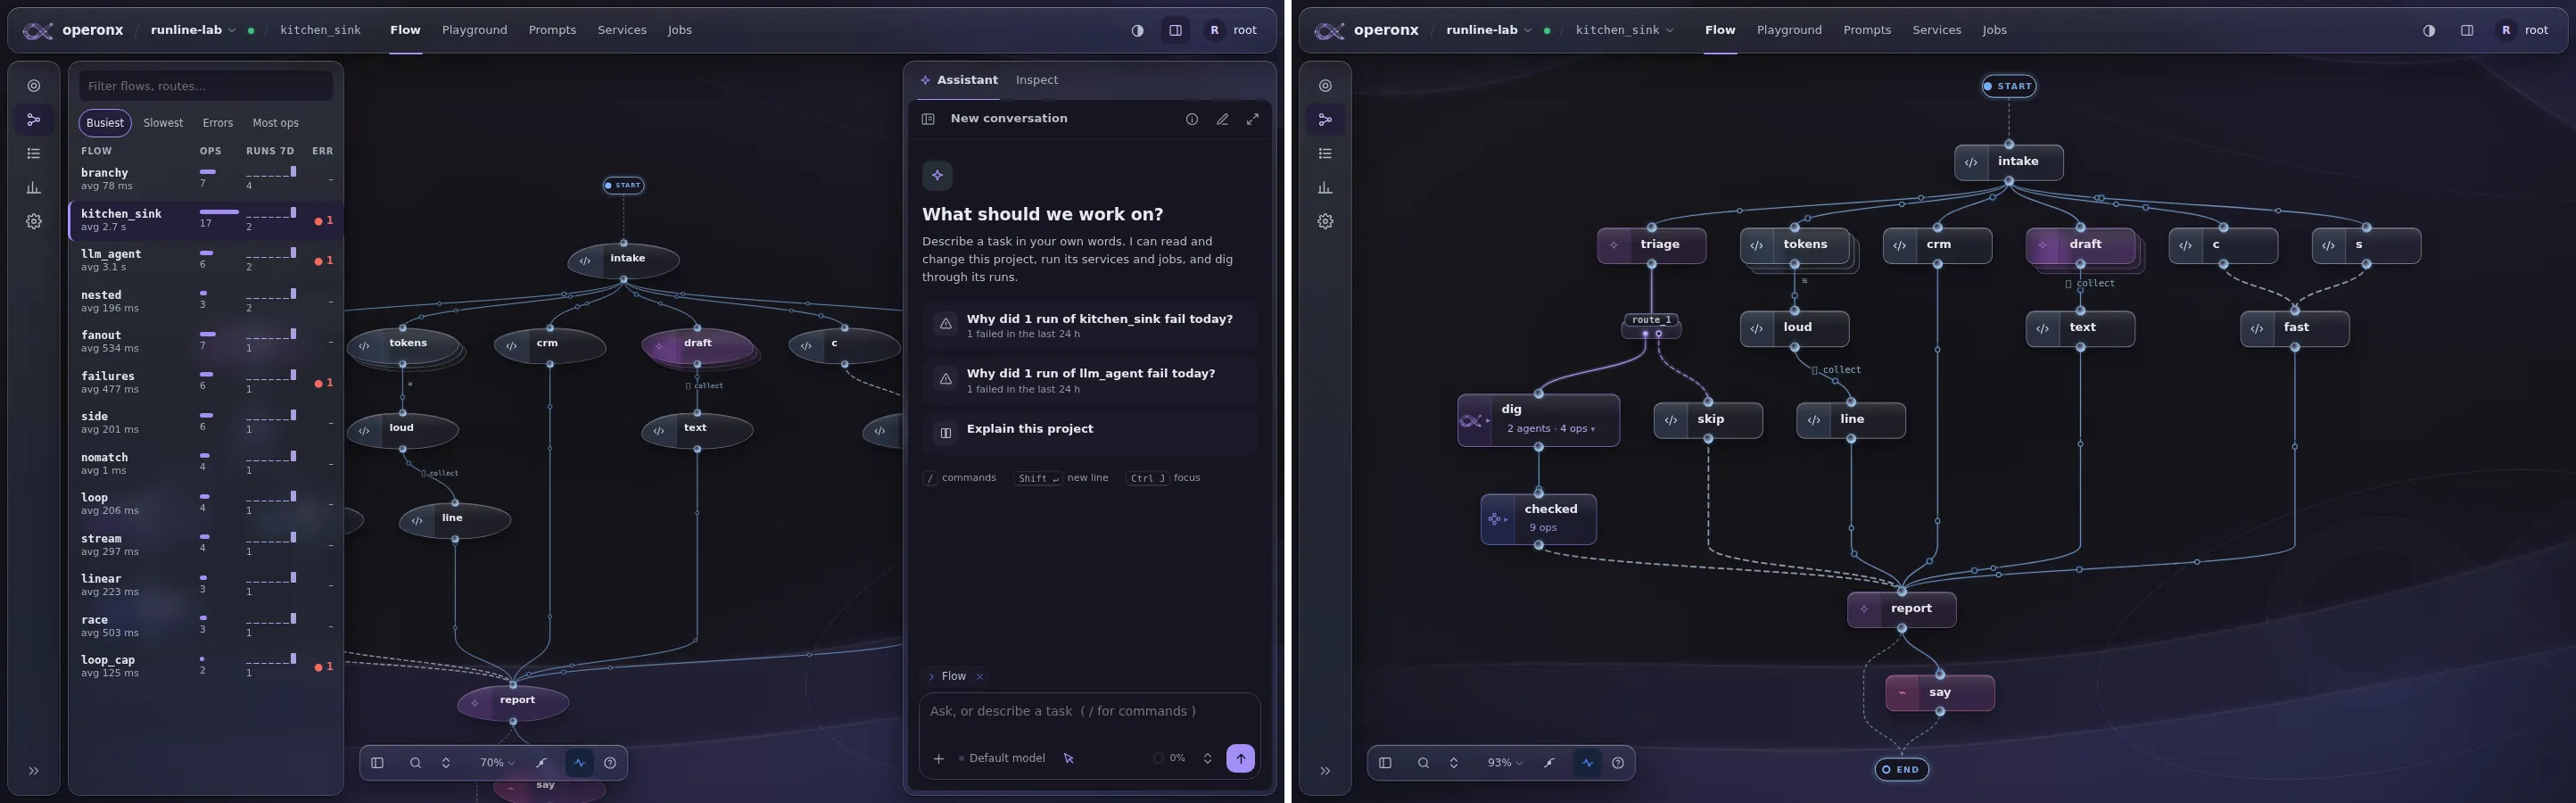 operonx / runline-lab / kitchen_sink Flow Playground Prompts Services Jobs R root
Filter flows, routes...
Busiest Slowest Errors Most ops
FLOW OPS RUNS 7D ERR
branchy
avg 78 ms 7 4 –
kitchen_sink
avg 2.7 s 17 2 1
llm_agent
avg 3.1 s 6 2 1
nested
avg 196 ms 3 2 –
fanout
avg 534 ms 7 1 –
failures
avg 477 ms 6 1 1
side
avg 201 ms 6 1 –
nomatch
avg 1 ms 4 1 –
loop
avg 206 ms 4 1 –
stream
avg 297 ms 4 1 –
linear
avg 223 ms 3 1 –
race
avg 503 ms 3 1 –
loop_cap
avg 125 ms 2 1 1
START
intake
tokens crm draft c
collect
loud text
collect
line
report
say
70%
Assistant Inspect
New conversation
What should we work on?
Describe a task in your own words. I can read and
change this project, run its services and jobs, and dig
through its runs.
Why did 1 run of kitchen_sink fail today?
1 failed in the last 24 h
Why did 1 run of llm_agent fail today?
1 failed in the last 24 h
Explain this project
/ commands · Shift ↵ new line · Ctrl J focus
Flow ×
Ask, or describe a task ( / for commands )
Default model 0%
operonx / runline-lab / kitchen_sink Flow Playground Prompts Services Jobs R root
START
intake
triage tokens crm draft c s
collect
route_1 loud text fast
collect
dig
2 agents · 4 ops
skip line
checked
9 ops
report
say
END
93%